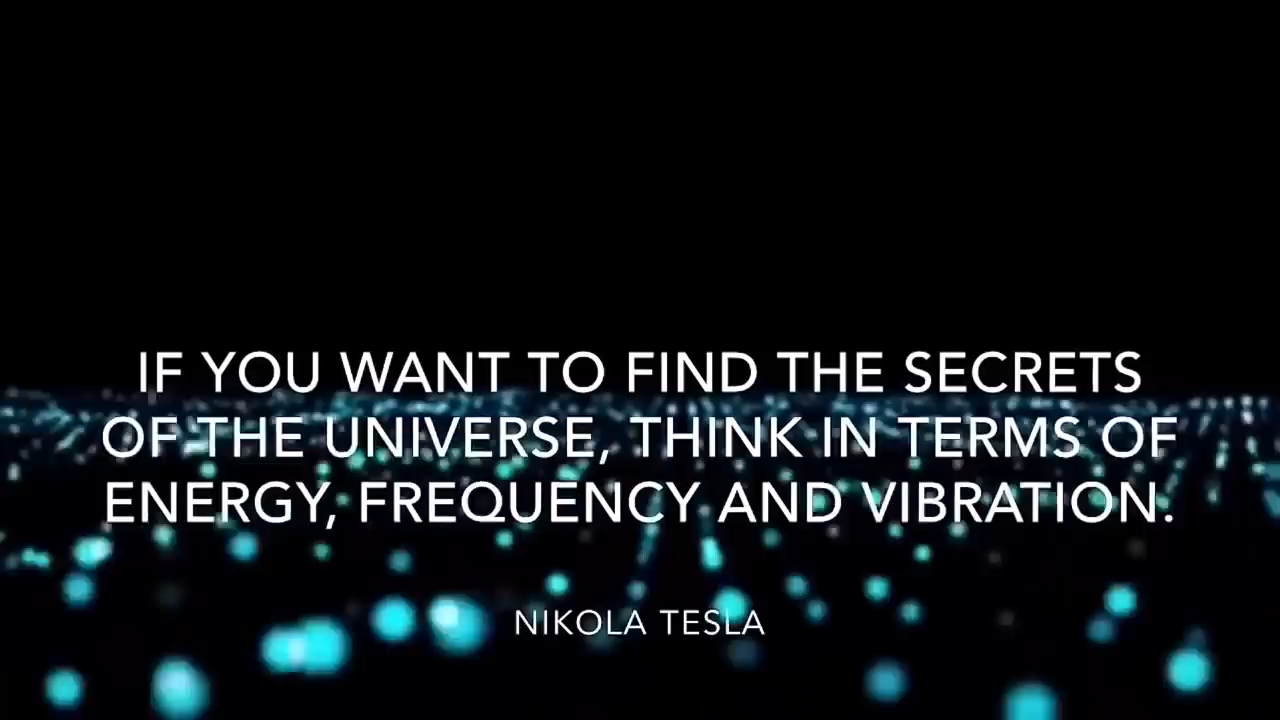 IF YOU WANT TO FIND THE SECRETS
OF THE UNIVERSE, THINK IN TERMS OF
ENERGY, FREQUENCY AND VIBRATION.
NIKOLA TESLA